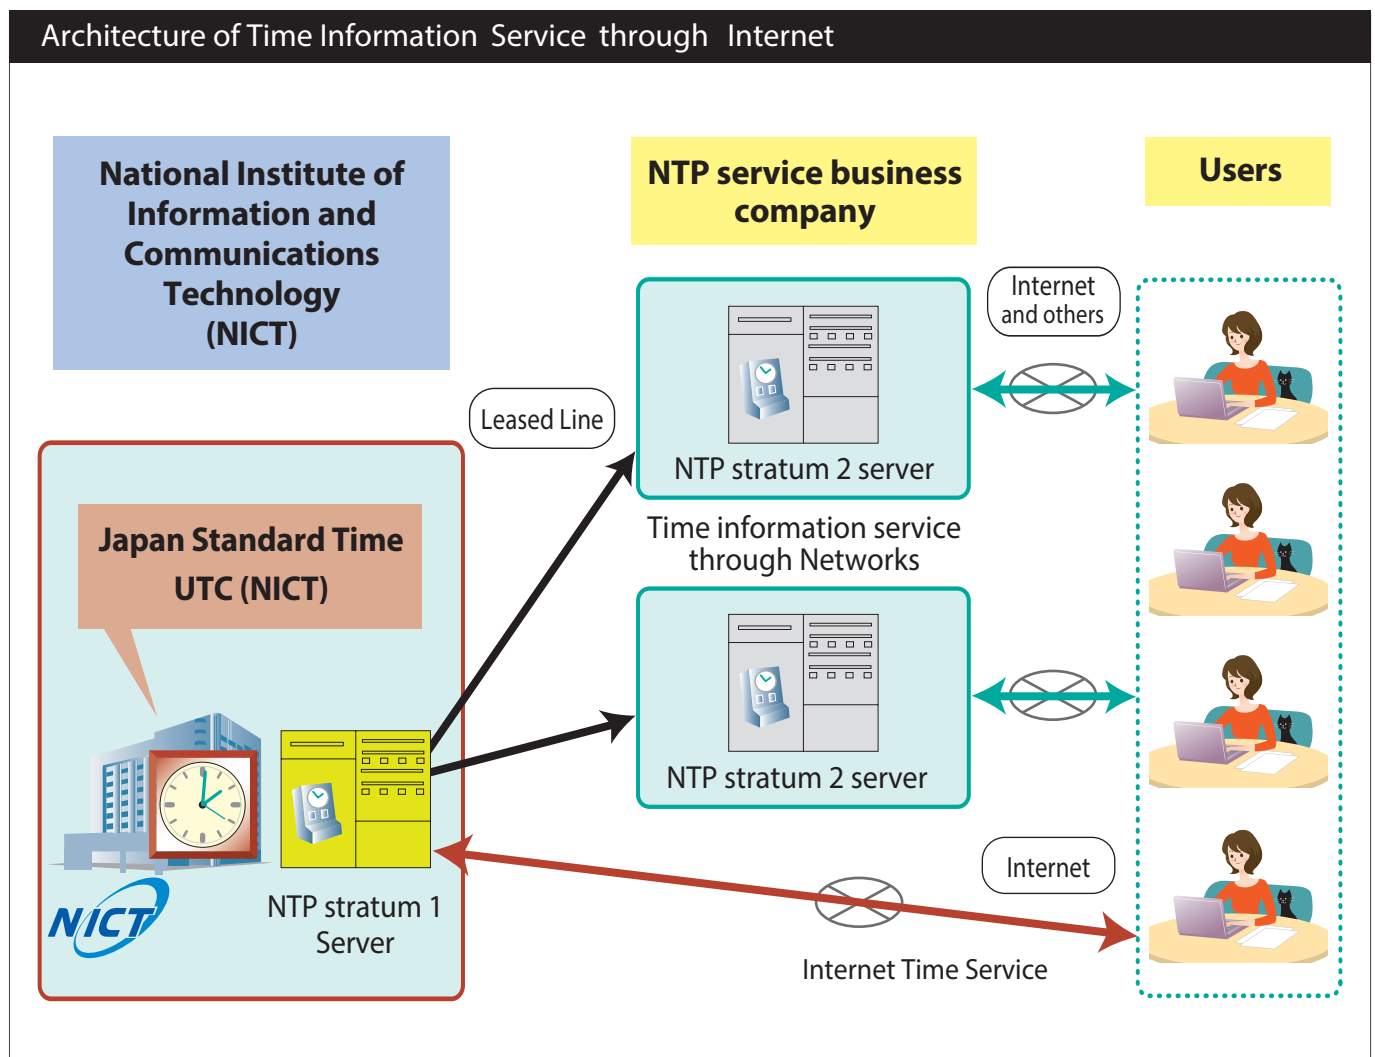 Architecture of Time Information Service through Internet
National Institute of
Information and
Communications
Technology
(NICT)
NTP service business
company
Users
Internet
and others
Leased Line
NTP stratum 2 server
Japan Standard Time
UTC (NICT)
Time information service
through Networks
NTP stratum 2 server
Internet
NICT
NTP stratum 1
Server
Internet Time Service